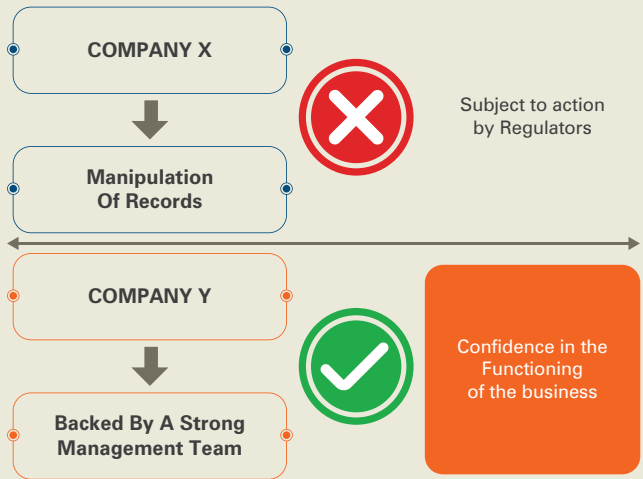 COMPANY X
Subject to action
by Regulators
Manipulation
Of Records
COMPANY Y
Confidence in the
Functioning
of the business
Backed By A Strong
Management Team